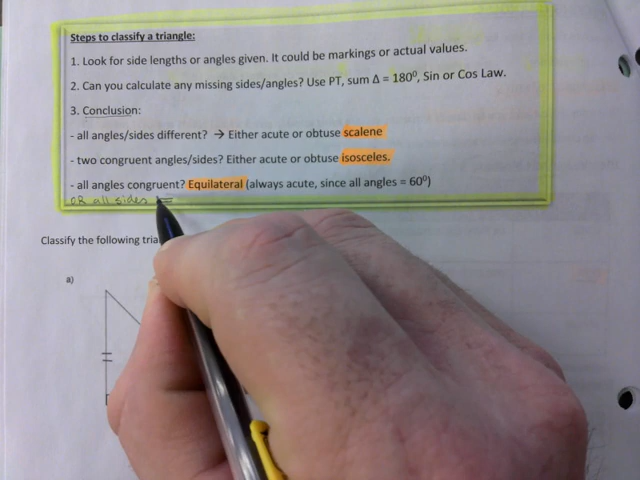 Steps to classify a triangle:
1. Look for side lengths or angles given. It could be markings or actual values.
2. Can you calculate any missing sides/angles? Use PT, sum Δ = 180⁰, Sin or Cos Law.
3. Conclusion:
- all angles/sides different? → Either acute or obtuse scalene
- two congruent angles/sides? Either acute or obtuse isosceles.
- all angles congruent? Equilateral (always acute, since all angles = 60⁰)
OR all sides =
Classify the following
a)